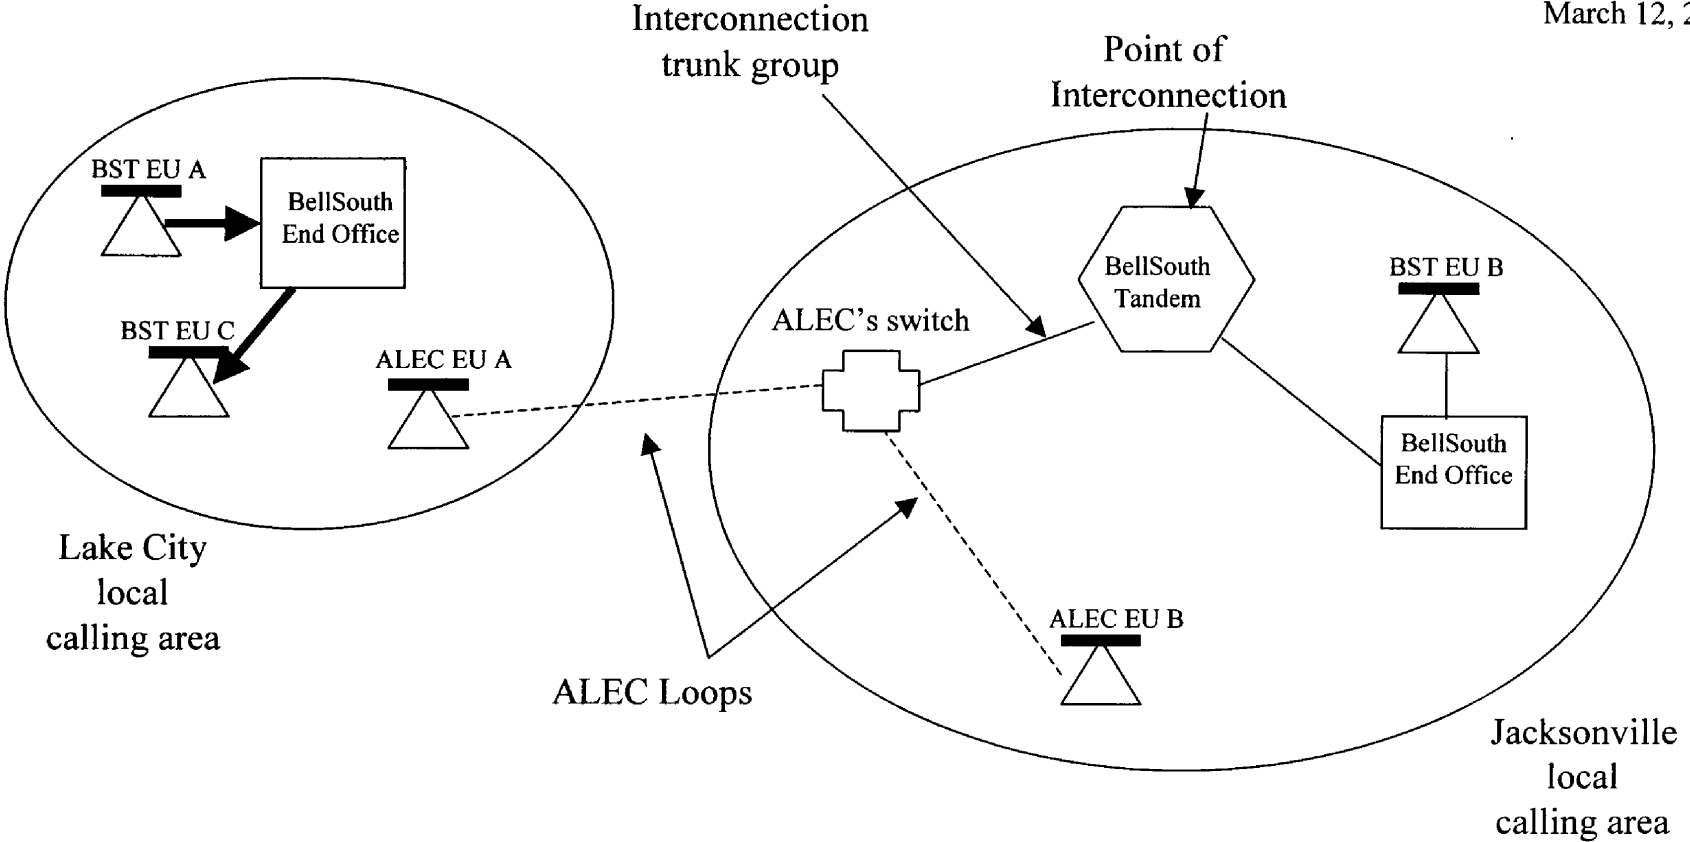 Interconnection
trunk group
March 12,
Point of
Interconnection
BST EU A
BellSouth
End Office
BST EU C
ALEC EU A
ALEC's switch
BellSouth
Tandem
BST EU B
BellSouth
End Office
Lake City
local
calling area
ALEC Loops
ALEC EU B
Jacksonville
local
calling area